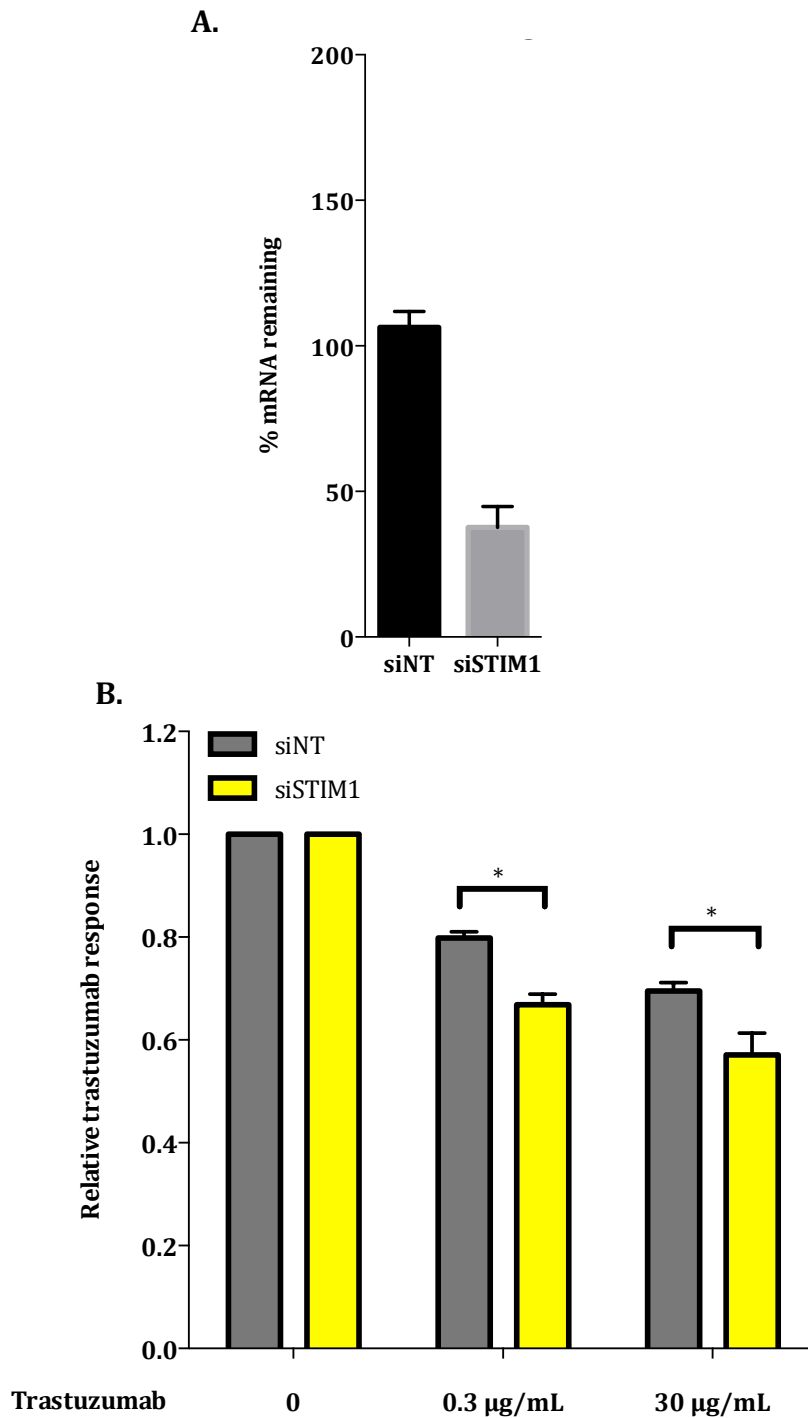 A.
200
150
100
50
0
% mRNA remaining
siNT siSTIM1
B.
1.2
1.0
0.8
0.6
0.4
0.2
0.0
Relative trastuzumab response
siNT
siSTIM1
*
*
Trastuzumab 0 0.3 µg/mL 30 µg/mL